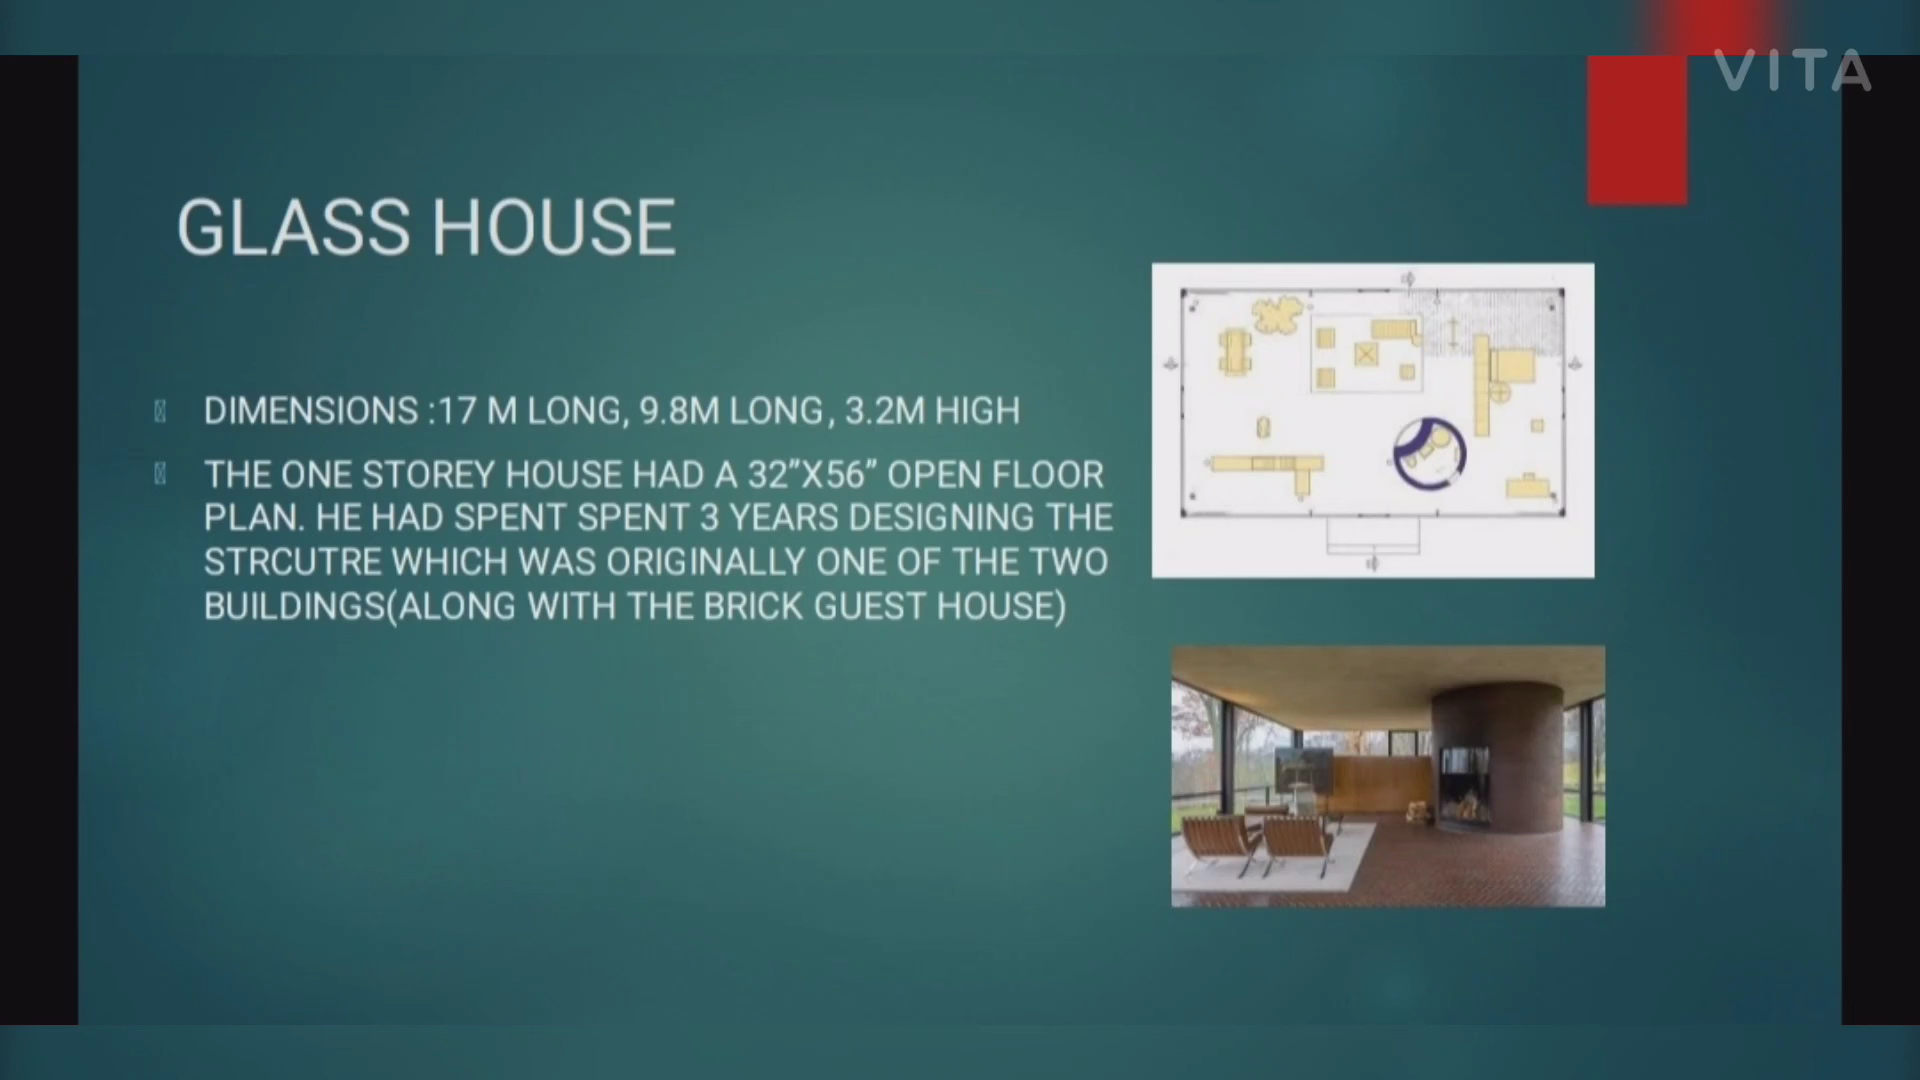 VITA
GLASS HOUSE
DIMENSIONS :17 M LONG, 9.8M LONG, 3.2M HIGH
THE ONE STOREY HOUSE HAD A 32”X56” OPEN FLOOR
PLAN. HE HAD SPENT SPENT 3 YEARS DESIGNING THE
STRCUTRE WHICH WAS ORIGINALLY ONE OF THE TWO
BUILDINGS(ALONG WITH THE BRICK GUEST HOUSE)